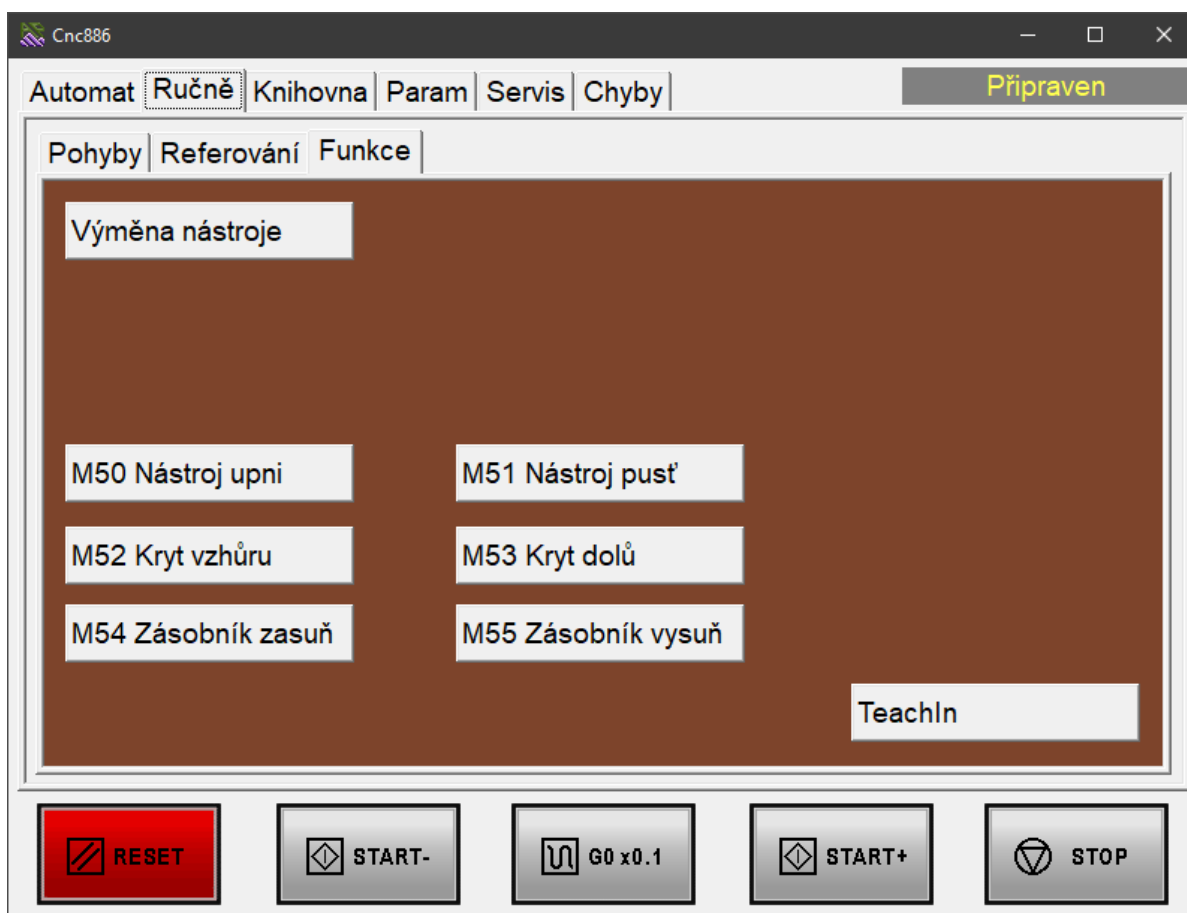 Cnc886
Automat Ručně Knihovna Param Servis Chyby Připraven
Pohyby Referování Funkce
Výměna nástroje
M50 Nástroj upni M51 Nástroj pusť
M52 Kryt vzhůru M53 Kryt dolů
M54 Zásobník zasuň M55 Zásobník vysuň
TeachIn
RESET START- G0 x0.1 START+ STOP